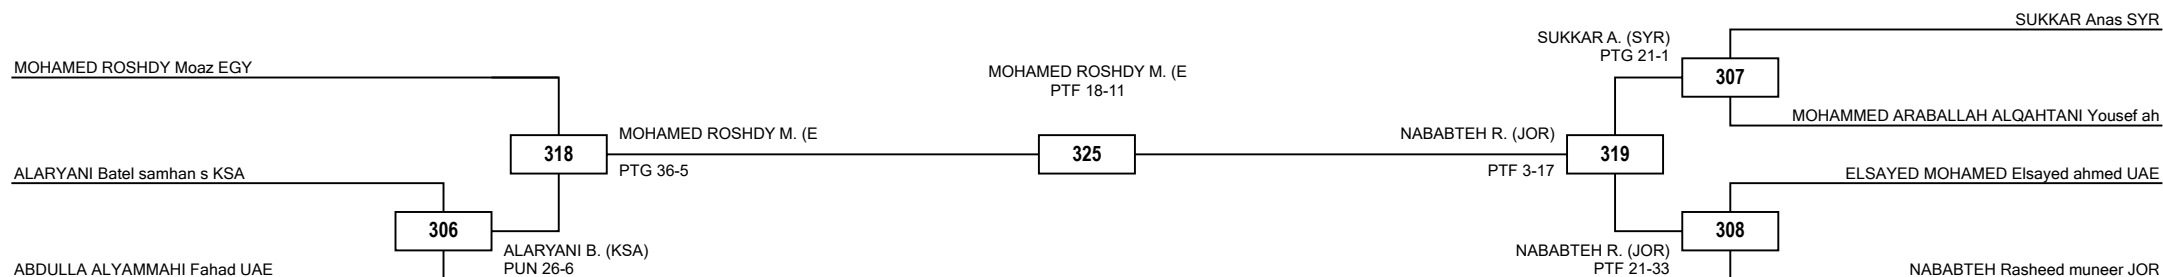 SUKKAR Anas SYR
SUKKAR A. (SYR)
PTG 21-1
307
MOHAMMED ARABALLAH ALQAHTANI Yousef ah
MOHAMED ROSHDY Moaz EGY
MOHAMED ROSHDY M. (E
PTF 18-11
318
MOHAMED ROSHDY M. (E
PTG 36-5
325
NABABTEH R. (JOR)
PTF 3-17
319
ALARYANI Batel samhan s KSA
306
ALARYANI B. (KSA)
PUN 26-6
ABDULLA ALYAMMAHI Fahad UAE
ELSAYED MOHAMED Elsayed ahmed UAE
308
NABABTEH R. (JOR)
PTF 21-33
NABABTEH Rasheed muneer JOR